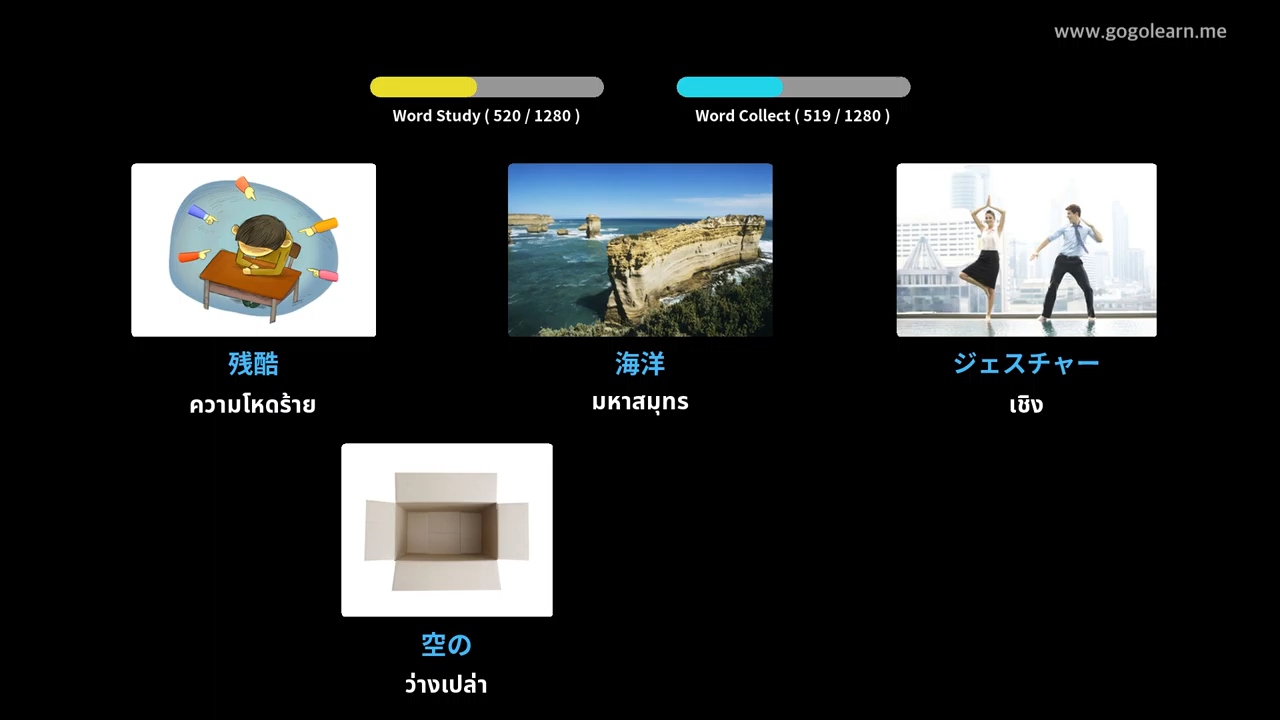 www.gogolearn.me
Word Study ( 520 / 1280 )
Word Collect ( 519 / 1280 )
残酷
ความโหดร้าย
海洋
มหาสมุทร
ジェスチャー
เชิง
空の
ว่างเปล่า